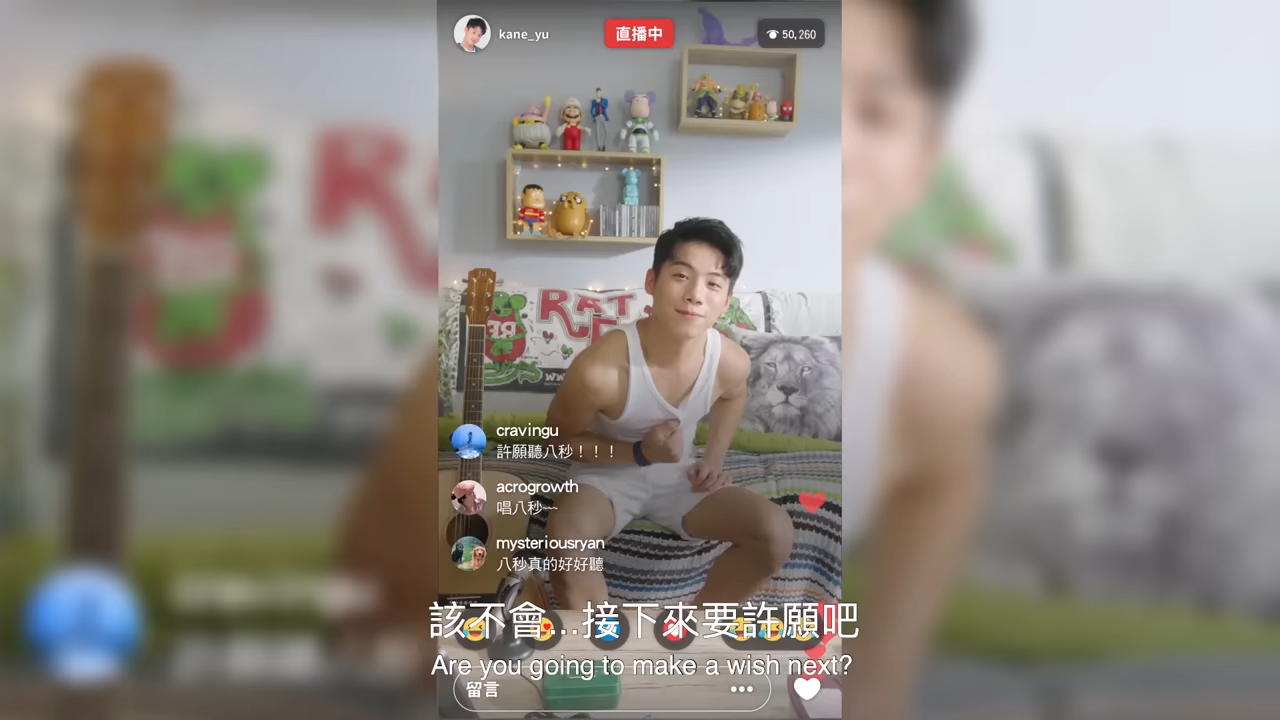 kane_yu
直播中
50,260
RAT
cravingu
許願聽八秒！！！
acrogrowth
唱八秒~~
mysteriousryan
八秒真的好好聽
該不會...接下來要許願吧
Are you going to make a wish next?
留言